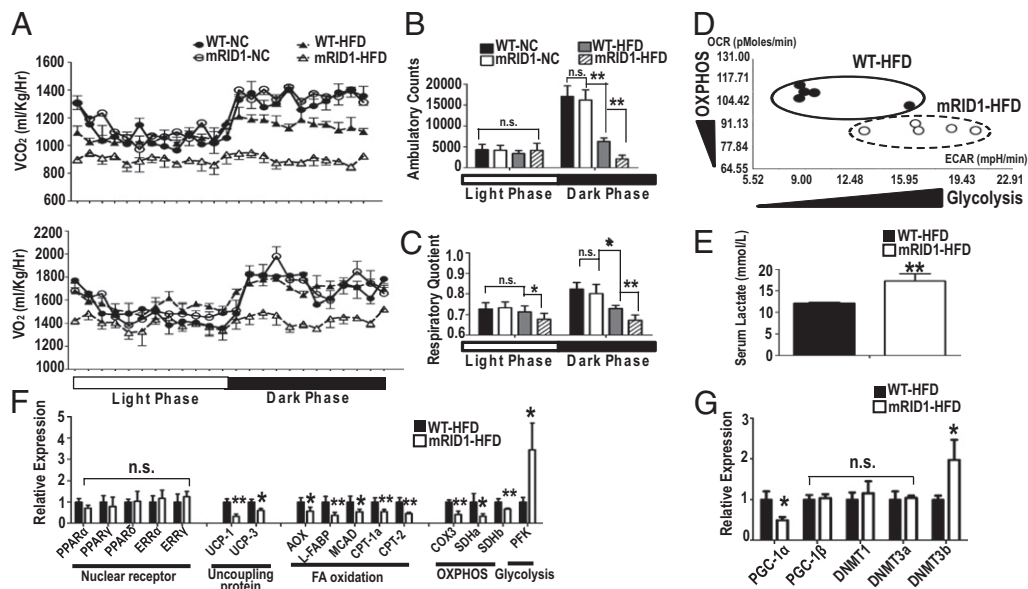 A
WT-NC
WT-HFD
mRID1-NC
mRID1-HFD
VCO2 (ml/Kg/Hr)
1600
1400
1200
1000
800
600
VO2 (ml/Kg/Hr)
2200
2000
1800
1600
1400
1200
1000
Light Phase
Dark Phase
B
WT-NC
WT-HFD
mRID1-NC
mRID1-HFD
Ambulatory Counts
20000
15000
10000
5000
0
n.s.
n.s.
**
**
Light Phase
Dark Phase
C
Respiratory Quotient
1.0
0.9
0.8
0.7
0.6
n.s.
*
n.s.
*
**
Light Phase
Dark Phase
D
OCR (pMoles/min)
OXPHOS
131.00
117.71
104.42
91.13
77.84
64.55
WT-HFD
mRID1-HFD
ECAR (mpH/min)
5.52
9.00
12.48
15.95
19.43
22.91
Glycolysis
E
WT-HFD
mRID1-HFD
Serum Lactate (mmol/L)
20
15
10
5
0
**
F
WT-HFD
mRID1-HFD
Relative Expression
5
4
3
2
1
0
n.s.
**
*
*
**
*
**
**
**
*
**
*
PPARα
PPARγ
PPARδ
ERRα
ERRγ
UCP-1
UCP-3
AOX
L-FABP
MCAD
CPT-1a
CPT-2
COX3
SDHa
SDHb
PFK
Nuclear receptor
Uncoupling
protein
FA oxidation
OXPHOS
Glycolysis
G
WT-HFD
mRID1-HFD
Relative Expression
3
2
1
0
*
n.s.
*
PGC-1α
PGC-1β
DNMT1
DNMT3a
DNMT3b